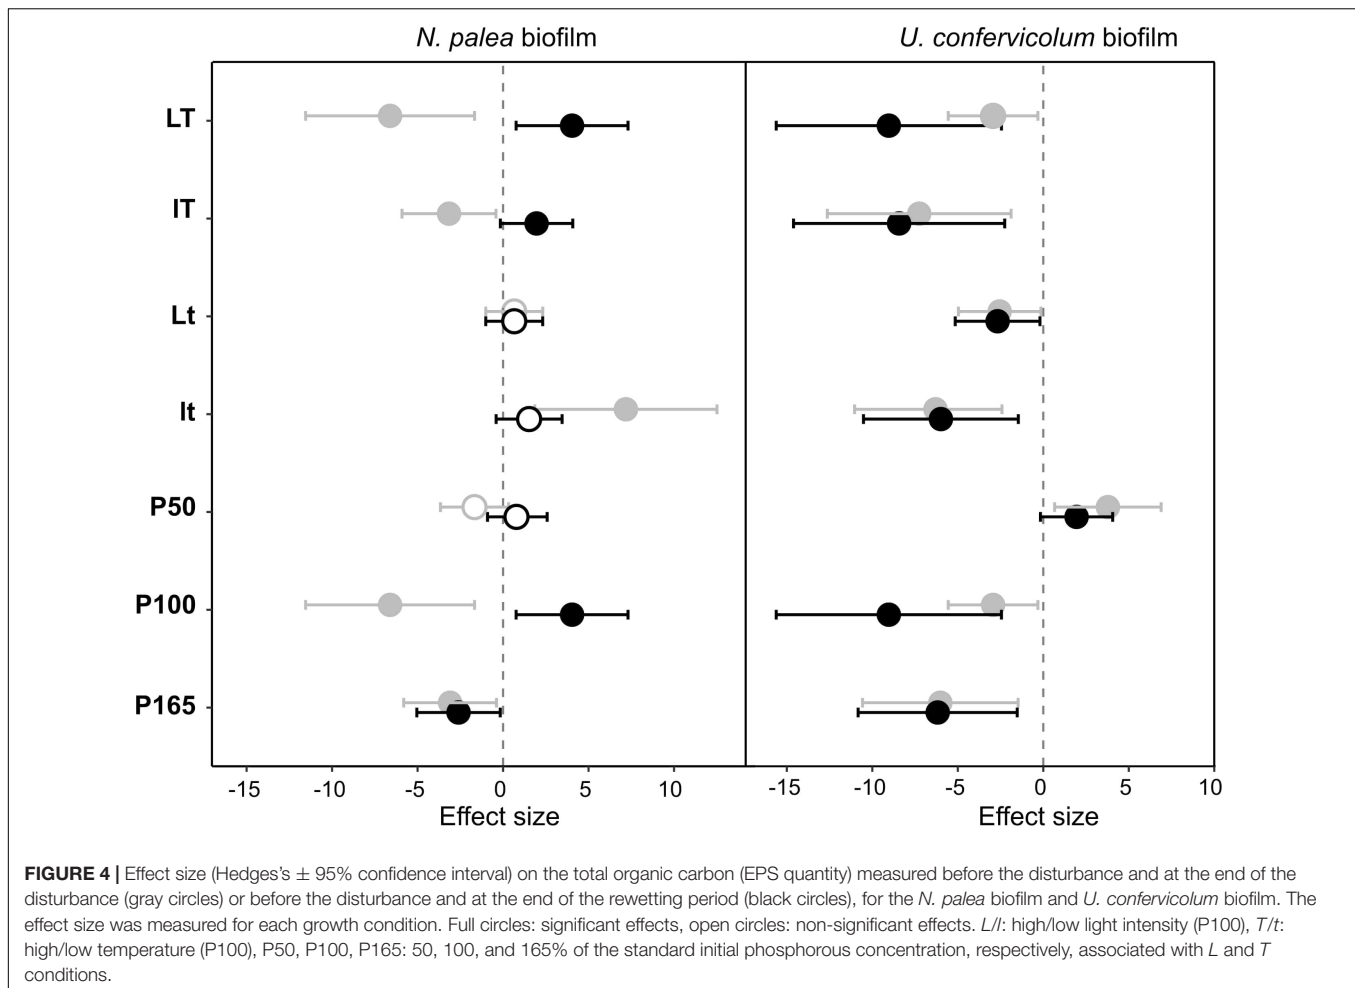 N. palea biofilm
U. confervicolum biofilm
LT
lT
Lt
lt
P50
P100
P165
-15 -10 -5 0 5 10
-15 -10 -5 0 5 10
Effect size
Effect size
FIGURE 4 | Effect size (Hedges's ± 95% confidence interval) on the total organic carbon (EPS quantity) measured before the disturbance and at the end of the
disturbance (gray circles) or before the disturbance and at the end of the rewetting period (black circles), for the N. palea biofilm and U. confervicolum biofilm. The
effect size was measured for each growth condition. Full circles: significant effects, open circles: non-significant effects. L/l: high/low light intensity (P100), T/t:
high/low temperature (P100), P50, P100, P165: 50, 100, and 165% of the standard initial phosphorous concentration, respectively, associated with L and T
conditions.